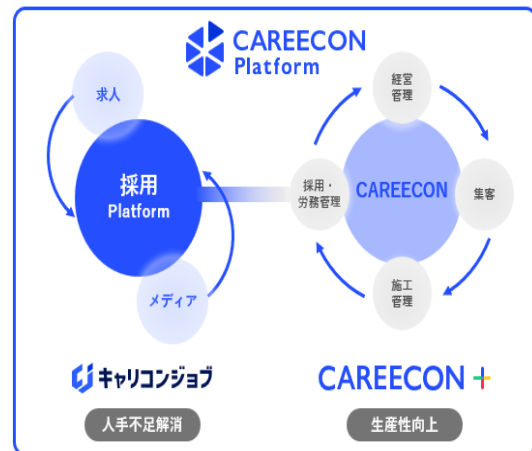 CAREECON
Platform
求人
採用
Platform
メディア
経営
管理
採用・
労務管理
CAREECON
集客
施工
管理
キャリコンジョブ
人手不足解消
CAREECON +
生産性向上